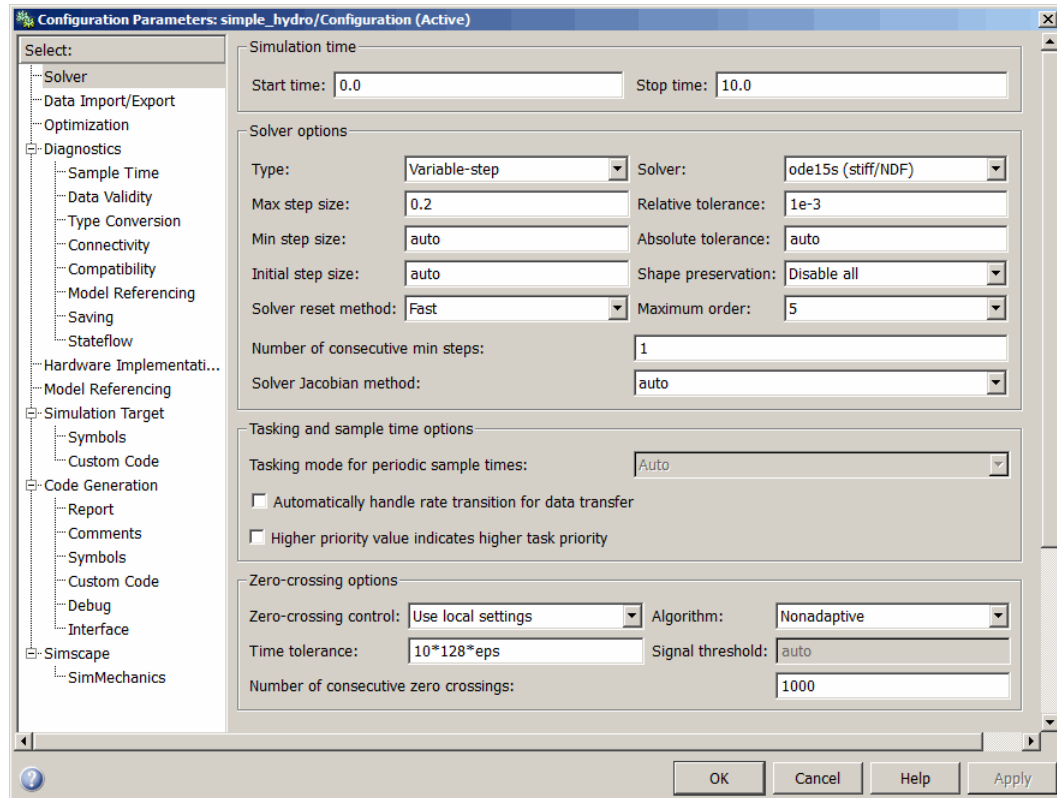 Configuration Parameters: simple_hydro/Configuration (Active)
Select:
Solver
Data Import/Export
Optimization
Diagnostics
Sample Time
Data Validity
Type Conversion
Connectivity
Compatibility
Model Referencing
Saving
Stateflow
Hardware Implementati...
Model Referencing
Simulation Target
Symbols
Custom Code
Code Generation
Report
Comments
Symbols
Custom Code
Debug
Interface
Simscape
SimMechanics
Simulation time
Start time: 0.0 Stop time: 10.0
Solver options
Type: Variable-step Solver: ode15s (stiff/NDF)
Max step size: 0.2 Relative tolerance: 1e-3
Min step size: auto Absolute tolerance: auto
Initial step size: auto Shape preservation: Disable all
Solver reset method: Fast Maximum order: 5
Number of consecutive min steps: 1
Solver Jacobian method: auto
Tasking and sample time options
Tasking mode for periodic sample times: Auto
Automatically handle rate transition for data transfer
Higher priority value indicates higher task priority
Zero-crossing options
Zero-crossing control: Use local settings Algorithm: Nonadaptive
Time tolerance: 10*128*eps Signal threshold: auto
Number of consecutive zero crossings: 1000
OK Cancel Help Apply